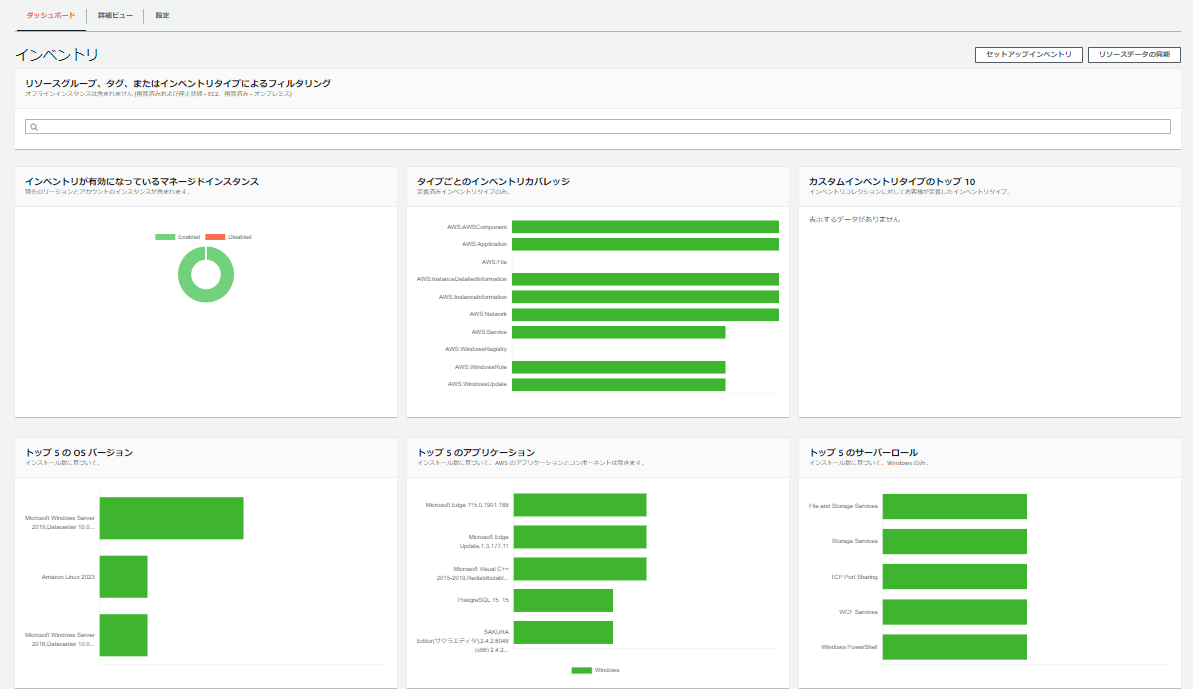 ダッシュボード
詳細ビュー
設定
インベントリ
セットアップインベントリ
リソースデータの同期
リソースグループ、タグ、またはインベントリタイプによるフィルタリング
オフラインインスタンスは含まれません (削除済みおよび停止状態 - EC2、削除済み - オンプレミス)
インベントリが有効になっているマネージドインスタンス
現在のリージョンとアカウントのインスタンスが含まれます。
Enabled
Disabled
タイプごとのインベントリカバレッジ
定義済みインベントリタイプのみ。
AWS:AWSComponent
AWS:Application
AWS:File
AWS:InstanceDetailedInformation
AWS:InstanceInformation
AWS:Network
AWS:Service
AWS:WindowsRegistry
AWS:WindowsRole
AWS:WindowsUpdate
カスタムインベントリタイプのトップ 10
インベントリコレクションに対してお客様が定義したインベントリタイプ。
表示するデータがありません
トップ 5 の OS バージョン
インストール数に基づいて。
Microsoft Windows Server
2019,Datacenter 10.0...
Amazon Linux 2023
Microsoft Windows Server
2016,Datacenter 10.0...
トップ 5 のアプリケーション
インストール数に基づいて。AWS のアプリケーションとコンポーネントは除きます。
Microsoft Edge 115.0.1901.188
Microsoft Edge
Update,1.3.177.11
Microsoft Visual C++
2015-2019,Redistributabl...
PostgreSQL 15 15
SAKURA
Editor(サクラエディタ),2.4.2.6048
(x86) 2.4.2...
Windows
トップ 5 のサーバーロール
インストール数に基づいて。Windows のみ。
File and Storage Services
Storage Services
TCP Port Sharing
WCF Services
Windows PowerShell